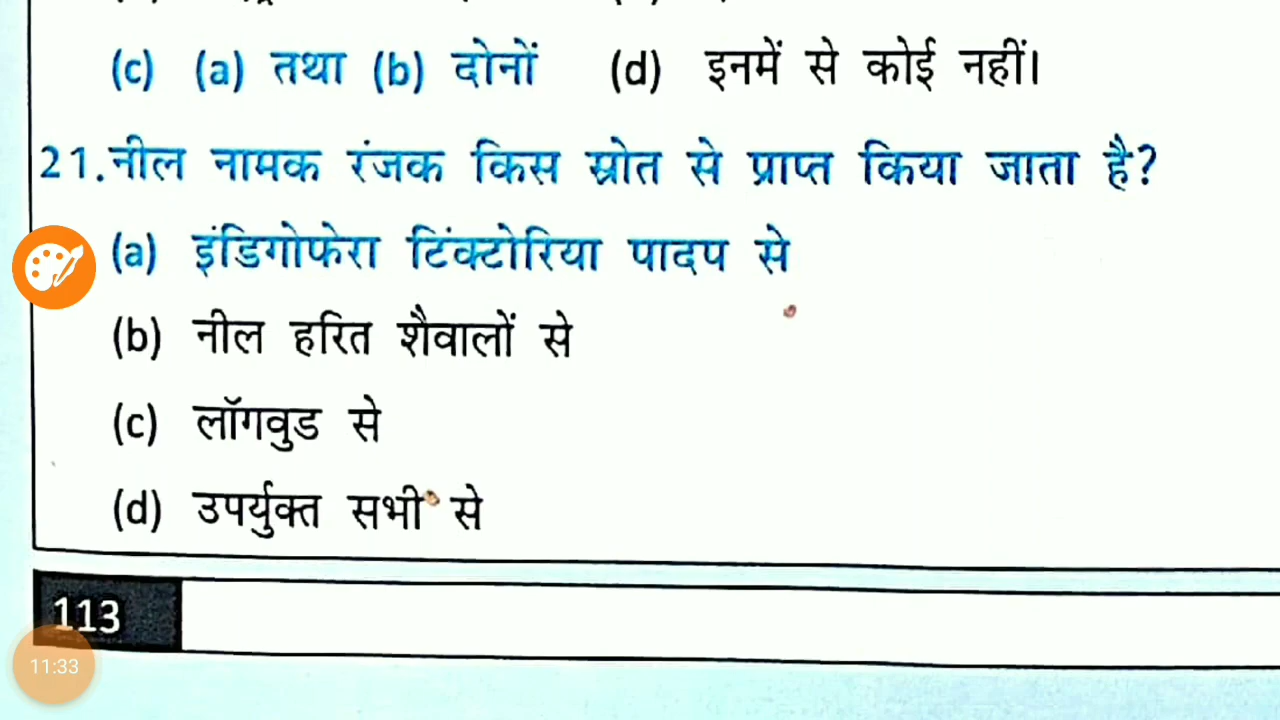 (c) (a) तथा (b) दोनों (d) इनमें से कोई नहीं।
21.नील नामक रंजक किस स्रोत से प्राप्त किया जाता है?
(a) इंडिगोफेरा टिंक्टोरिया पादप से
(b) नील हरित शैवालों से
(c) लॉगवुड से
(d) उपर्युक्त सभी से
113
11:33